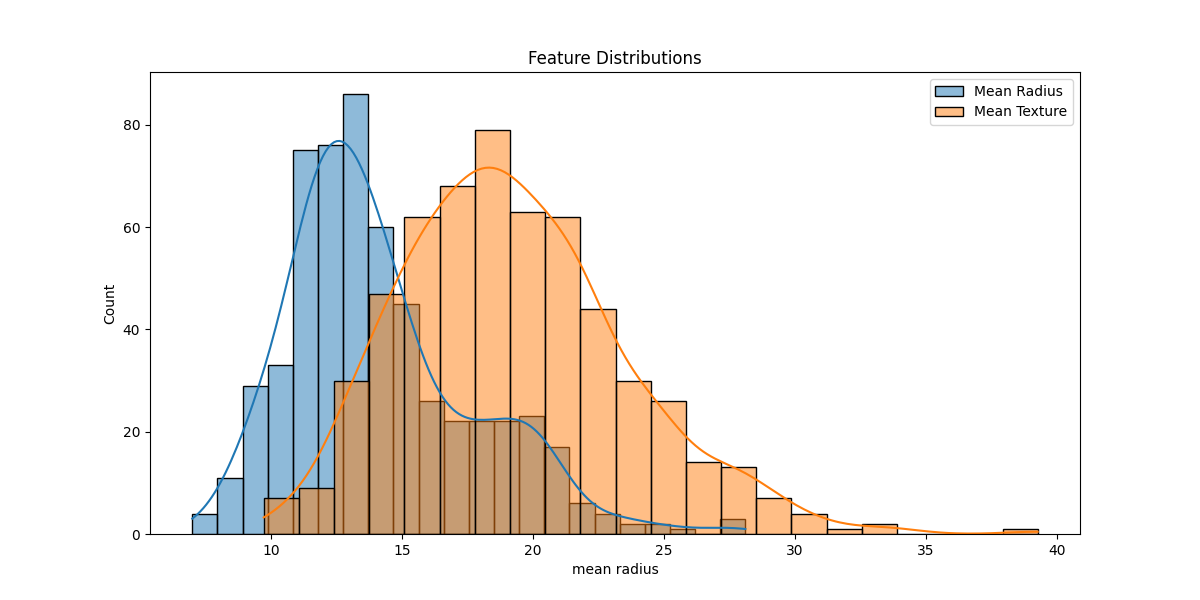 Feature Distributions
Mean Radius
Mean Texture
80
60
40
20
0
Count
10 15 20 25 30 35 40
mean radius